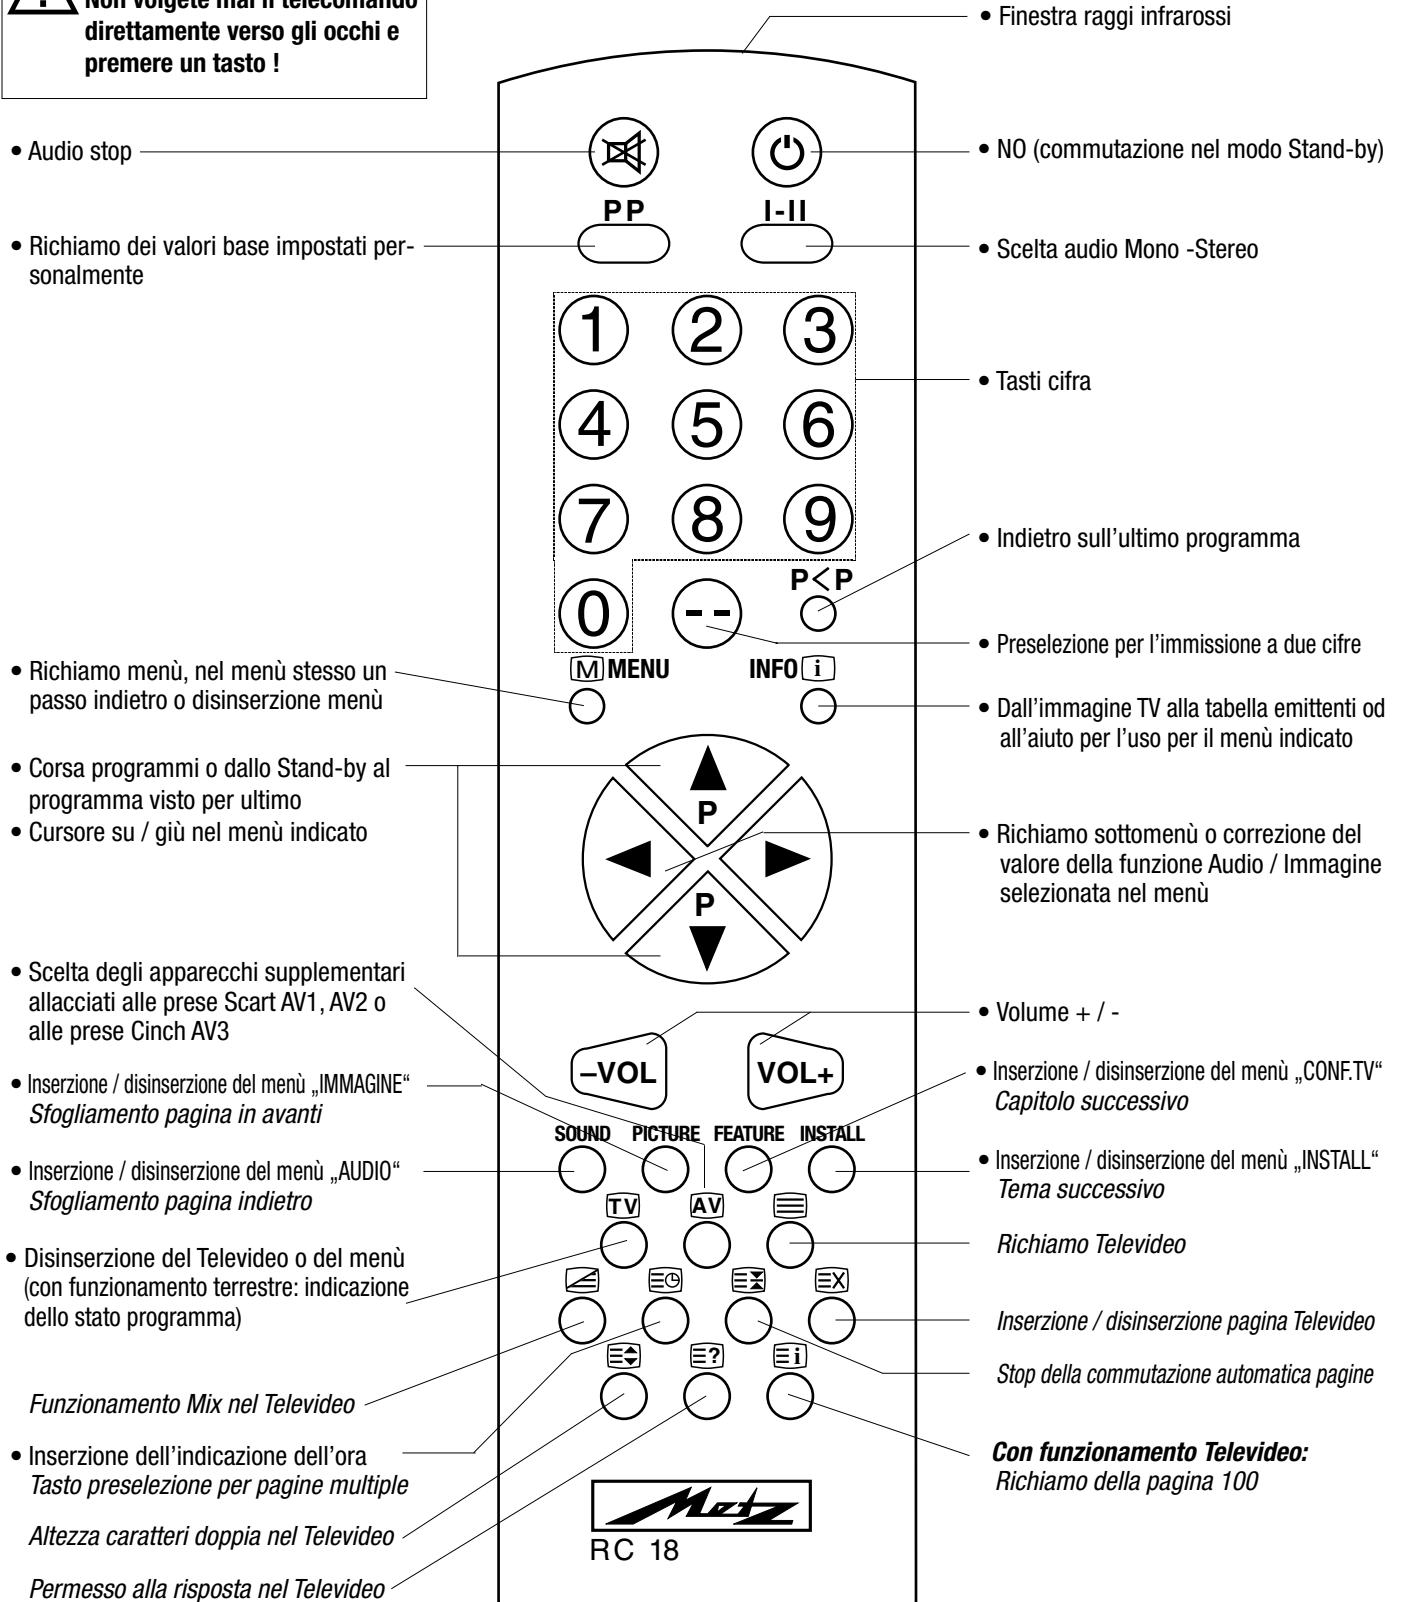 Non volgete mai il telecomando
direttamente verso gli occhi e
premere un tasto !
• Finestra raggi infrarossi
• Audio stop
• NO (commutazione nel modo Stand-by)
PP
I-II
• Richiamo dei valori base impostati per-
sonalmente
• Scelta audio Mono -Stereo
1 2 3
• Tasti cifra
4 5 6
7 8 9
• Indietro sull'ultimo programma
P<P
0 --
• Preselezione per l'immissione a due cifre
M MENU
INFO i
• Richiamo menù, nel menù stesso un
passo indietro o disinserzione menù
• Dall'immagine TV alla tabella emittenti od
all'aiuto per l'uso per il menù indicato
• Corsa programmi o dallo Stand-by al
programma visto per ultimo
• Cursore su / giù nel menù indicato
P
P
• Richiamo sottomenù o correzione del
valore della funzione Audio / Immagine
selezionata nel menù
• Scelta degli apparecchi supplementari
allacciati alle prese Scart AV1, AV2 o
alle prese Cinch AV3
• Volume + / -
–VOL
VOL+
• Inserzione / disinserzione del menù „IMMAGINE“
Sfogliamento pagina in avanti
• Inserzione / disinserzione del menù „CONF.TV“
Capitolo successivo
SOUND PICTURE FEATURE INSTALL
• Inserzione / disinserzione del menù „AUDIO“
Sfogliamento pagina indietro
• Inserzione / disinserzione del menù „INSTALL“
Tema successivo
TV AV
• Disinserzione del Televideo o del menù
(con funzionamento terrestre: indicazione
dello stato programma)
Richiamo Televideo
X
Inserzione / disinserzione pagina Televideo
? i
Stop della commutazione automatica pagine
Funzionamento Mix nel Televideo
• Inserzione dell'indicazione dell'ora
Tasto preselezione per pagine multiple
Con funzionamento Televideo:
Richiamo della pagina 100
Altezza caratteri doppia nel Televideo
Permesso alla risposta nel Televideo
Metz
RC 18